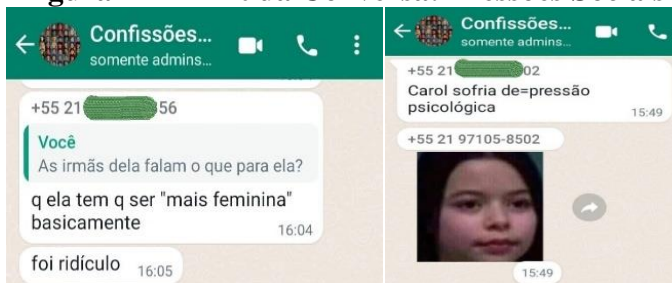 Confissões...
somente admins...
+55 21 56
Você
As irmãs dela falam o que para ela?
q ela tem q ser "mais feminina"
basicamente
16:04
foi ridículo 16:05
Confissões...
somente admins...
+55 21 02
Carol sofria de=pressão
psicológica
15:49
+55 21 97105-8502
15:49